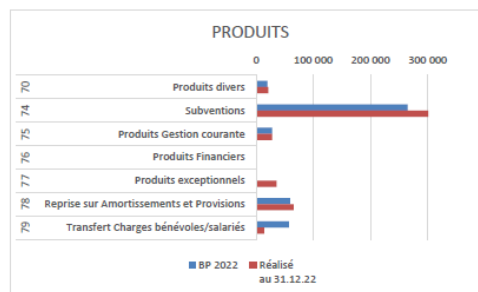 PRODUITS
0 100 000 200 000 300 000
70 Produits divers
74 Subventions
75 Produits Gestion courante
76 Produits Financiers
77 Produits exceptionnels
78 Reprise sur Amortissements et Provisions
79 Transfert Charges bénévoles/salariés
BP 2022 Réalisé
au 31.12.22